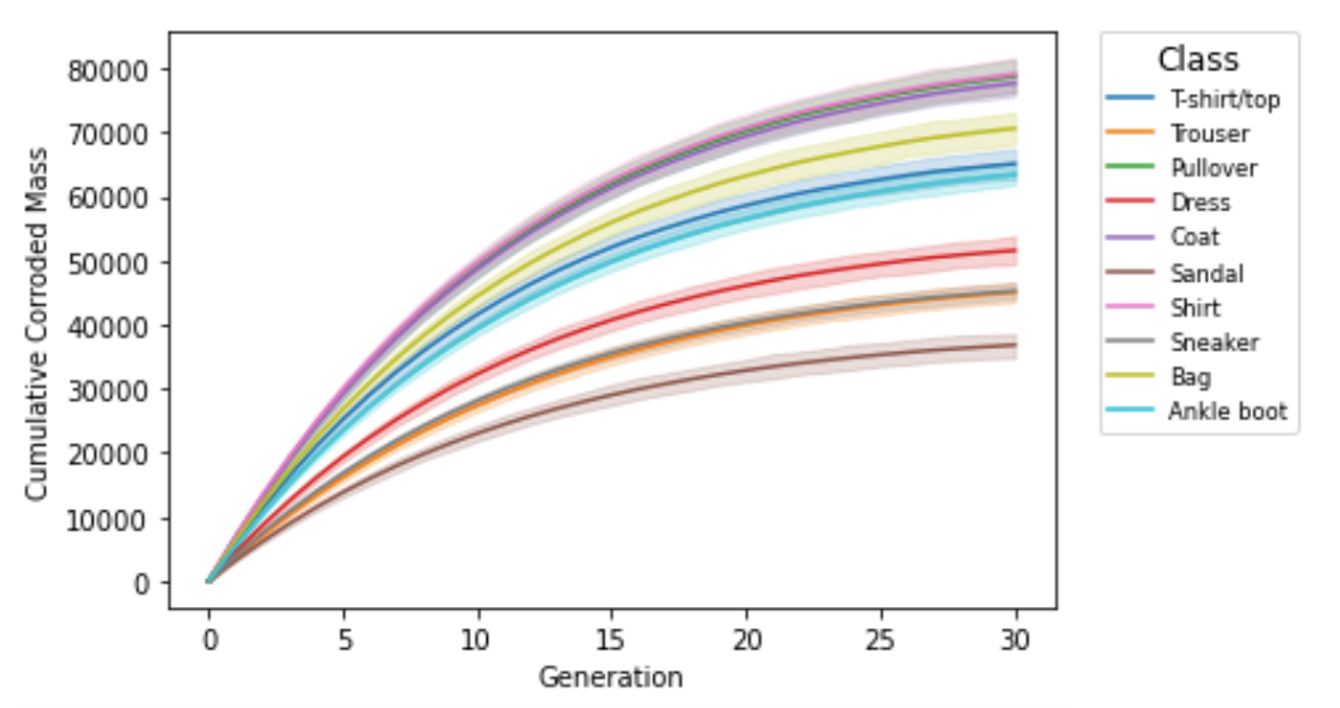 Cumulative Corroded Mass
80000
70000
60000
50000
40000
30000
20000
10000
0
0 5 10 15 20 25 30
Generation
Class
T-shirt/top
Trouser
Pullover
Dress
Coat
Sandal
Shirt
Sneaker
Bag
Ankle boot